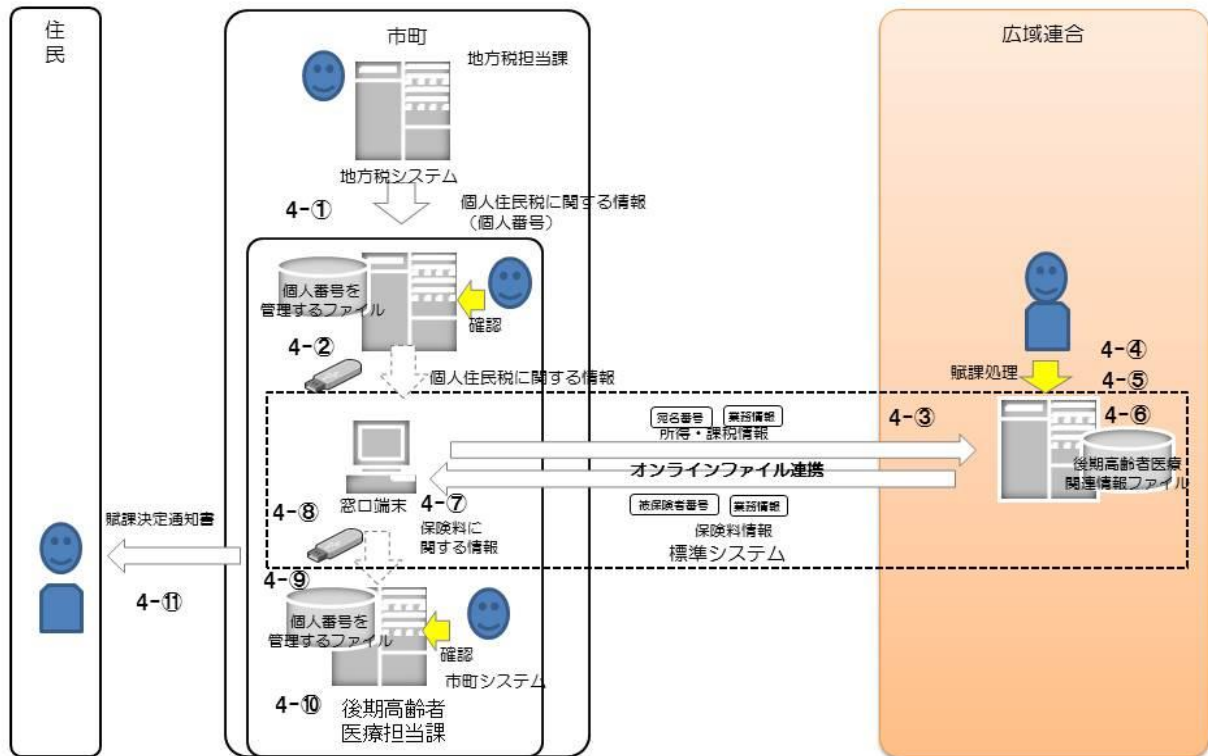 住
民
市町
地方税担当課
地方税システム
4-①
個人住民税に関する情報
(個人番号)
個人番号を
管理するファイル
確認
4-②
個人住民税に関する情報
窓口端末
4-⑦
4-⑧
保険料に
関する情報
4-⑨
個人番号を
管理するファイル
確認
市町システム
4-⑩
後期高齢者
医療担当課
賦課決定通知書
4-⑪
宛名番号
業務情報
所得・課税情報
4-③
オンラインファイル連携
被保険者番号
業務情報
保険料情報
標準システム
広域連合
賦課処理
4-④
4-⑤
4-⑥
後期高齢者医療
関連情報ファイル